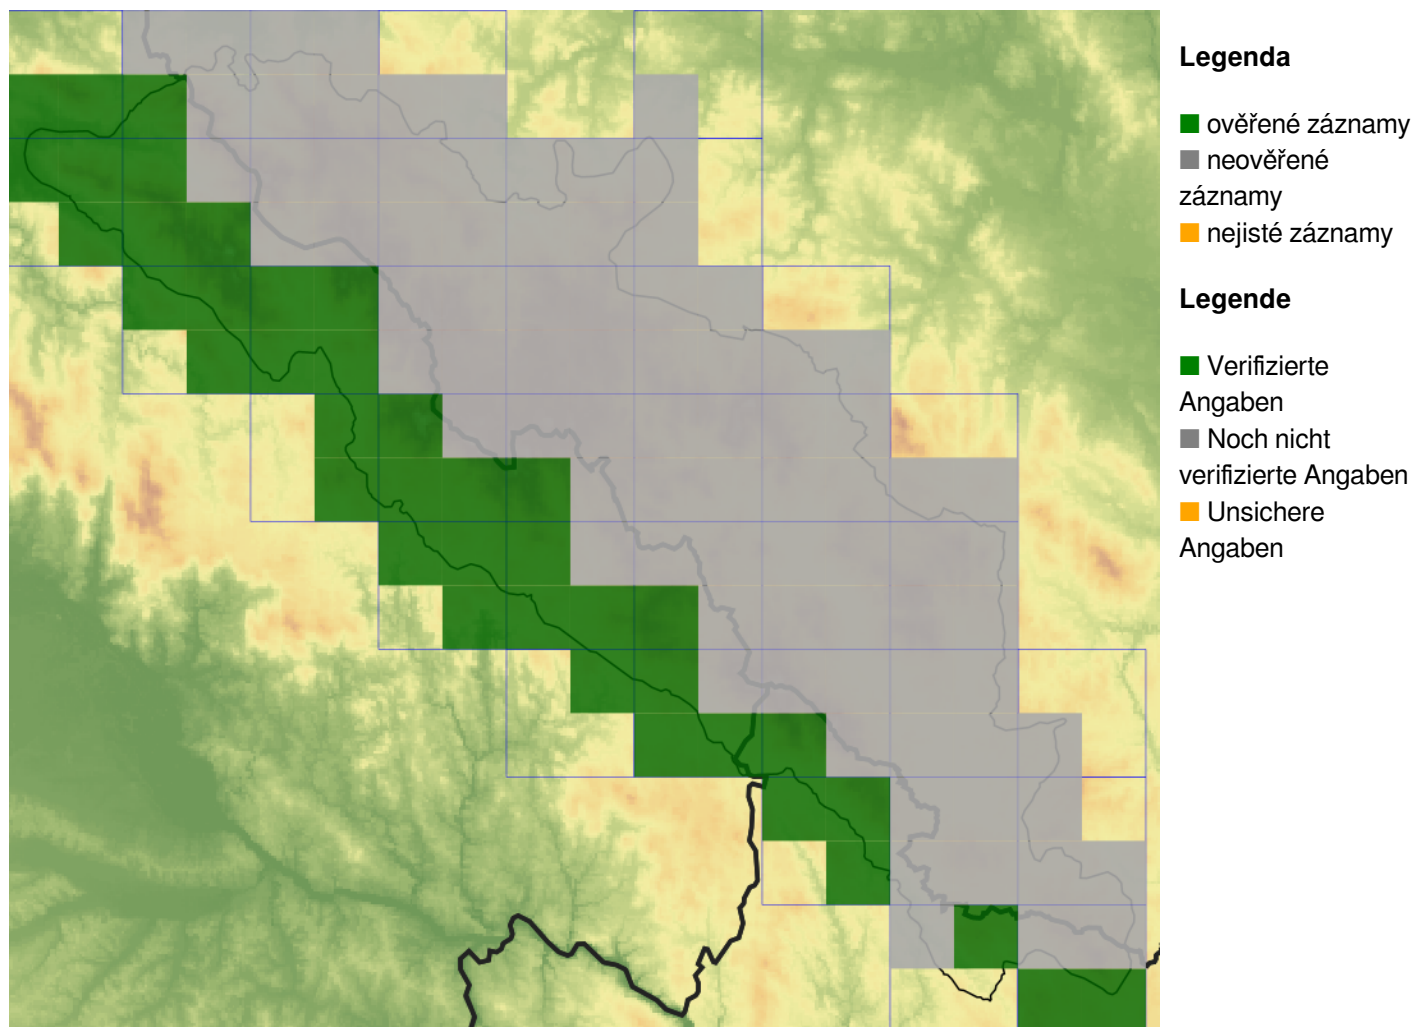 Legenda
ověřené záznamy
neověřené
záznamy
nejisté záznamy
Legende
Verifizierte
Angaben
Noch nicht
verifizierte Angaben
Unsichere
Angaben